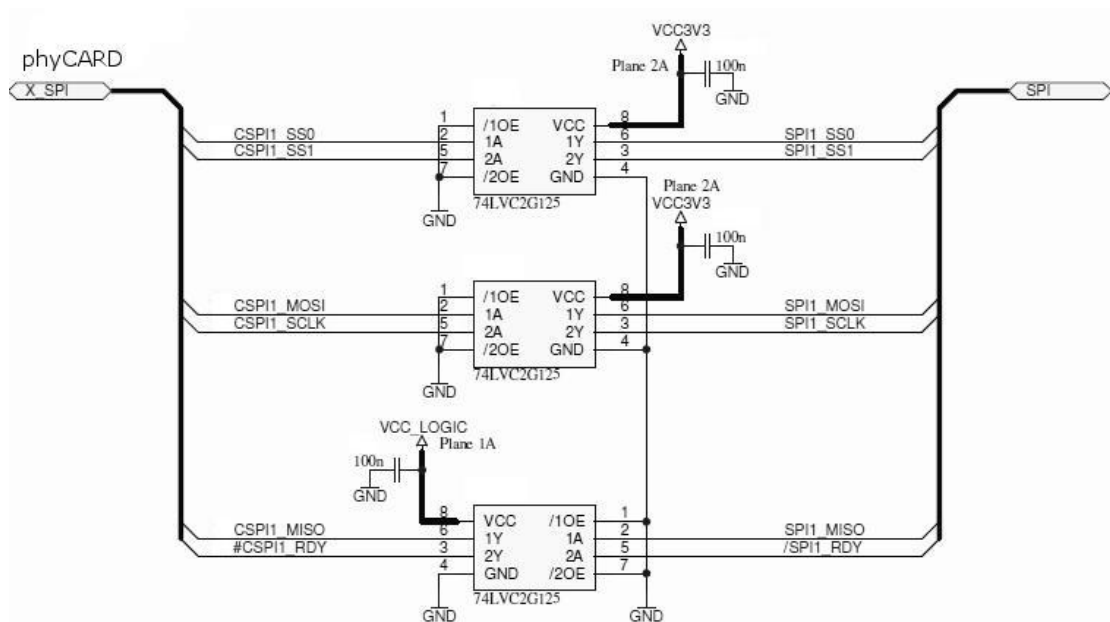 phyCARD
X_SPI
SPI
VCC3V3
Plane 2A
100n
GND
CSPI1_SS0
CSPI1_SS1
1
2
5
7
/1OE
1A
2A
/2OE
VCC
1Y
2Y
GND
8
6
3
4
SPI1_SS0
SPI1_SS1
GND
74LVC2G125
Plane 2A
VCC3V3
100n
GND
CSPI1_MOSI
CSPI1_SCLK
1
2
5
7
/1OE
1A
2A
/2OE
VCC
1Y
2Y
GND
8
6
3
4
SPI1_MOSI
SPI1_SCLK
GND
74LVC2G125
VCC_LOGIC
Plane 1A
100n
GND
CSPI1_MISO
#CSPI1_RDY
8
6
3
4
VCC
1Y
2Y
GND
/1OE
1A
2A
/2OE
1
2
5
7
SPI1_MISO
/SPI1_RDY
GND
74LVC2G125
GND